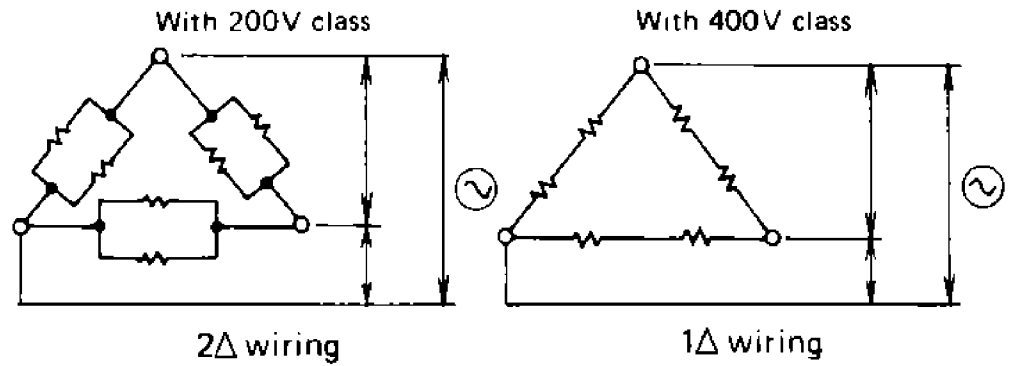 With 200V class
With 400V class
2Δ wiring
1Δ wiring